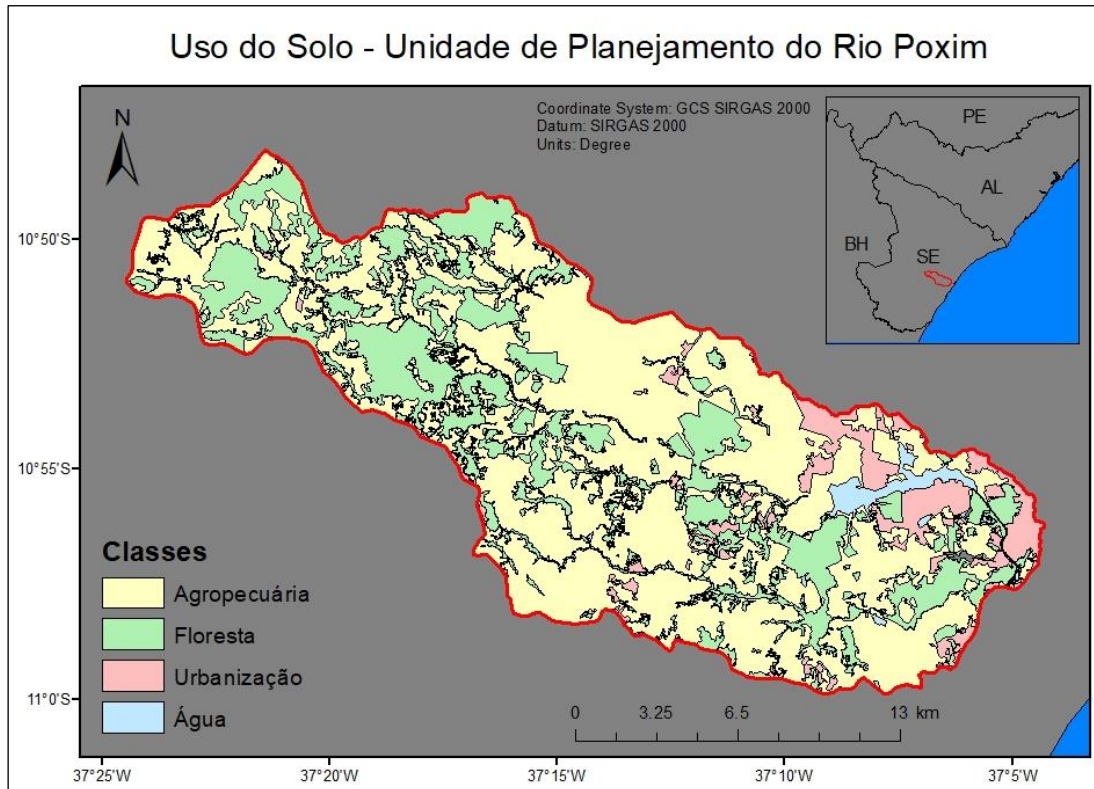 Uso do Solo - Unidade de Planejamento do Rio Poxim
N
Coordinate System: GCS SIRGAS 2000
Datum: SIRGAS 2000
Units: Degree
PE
AL
BH
SE
10°50'S
10°55'S
11°0'S
Classes
Agropecuária
Floresta
Urbanização
Água
0 3.25 6.5 13 km
37°25'W 37°20'W 37°15'W 37°10'W 37°5'W